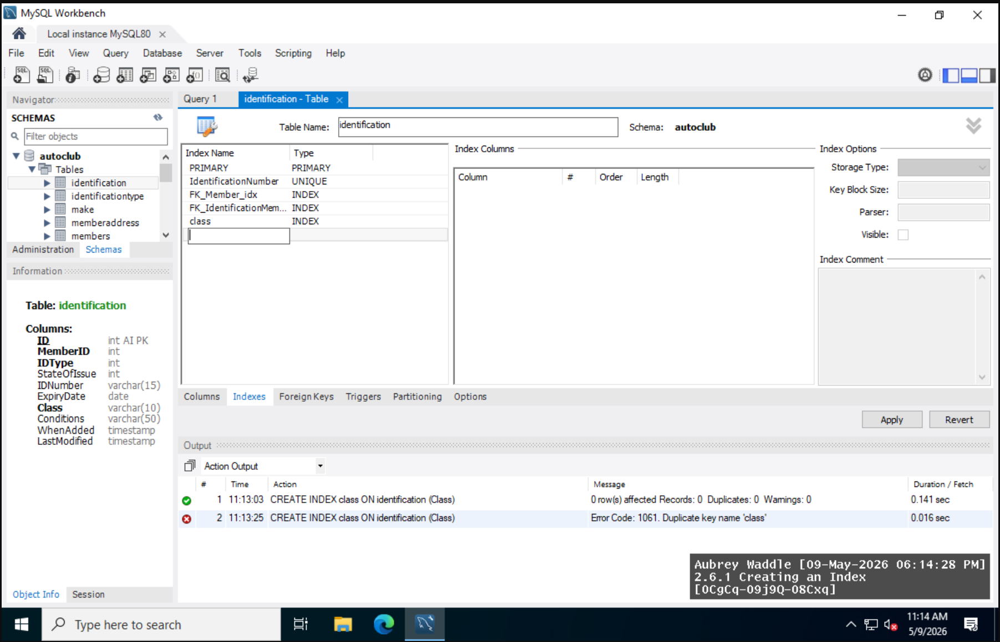 MySQL Workbench
Local instance MySQL80
File Edit View Query Database Server Tools Scripting Help
Navigator
SCHEMAS
Filter objects
autoclub
Tables
identification
identificationtype
make
memberaddress
members
Administration Schemas
Information
Table: identification
Columns:
ID int AI PK
MemberID int
IDType int
StateOfIssue int
IDNumber varchar(15)
ExpiryDate date
Class varchar(10)
Conditions varchar(50)
WhenAdded timestamp
LastModified timestamp
Object Info Session
Query 1 identification - Table
Table Name: identification Schema: autoclub
Index Name Type
PRIMARY PRIMARY
IdentificationNumber UNIQUE
FK_Member_idx INDEX
FK_IdentificationMem... INDEX
class INDEX
Index Columns
Column # Order Length
Index Options
Storage Type:
Key Block Size:
Parser:
Visible:
Index Comment
Columns Indexes Foreign Keys Triggers Partitioning Options
Apply Revert
Output
Action Output
# Time Action Message Duration / Fetch
1 11:13:03 CREATE INDEX class ON identification (Class) 0 row(s) affected Records: 0 Duplicates: 0 Warnings: 0 0.141 sec
2 11:13:25 CREATE INDEX class ON identification (Class) Error Code: 1061. Duplicate key name 'class' 0.016 sec
Aubrey Waddle [09-May-2026 06:14:28 PM]
2.6.1 Creating an Index
[OCgCq-O9j9Q-O8Cxq]
Type here to search
11:14 AM
5/9/2026